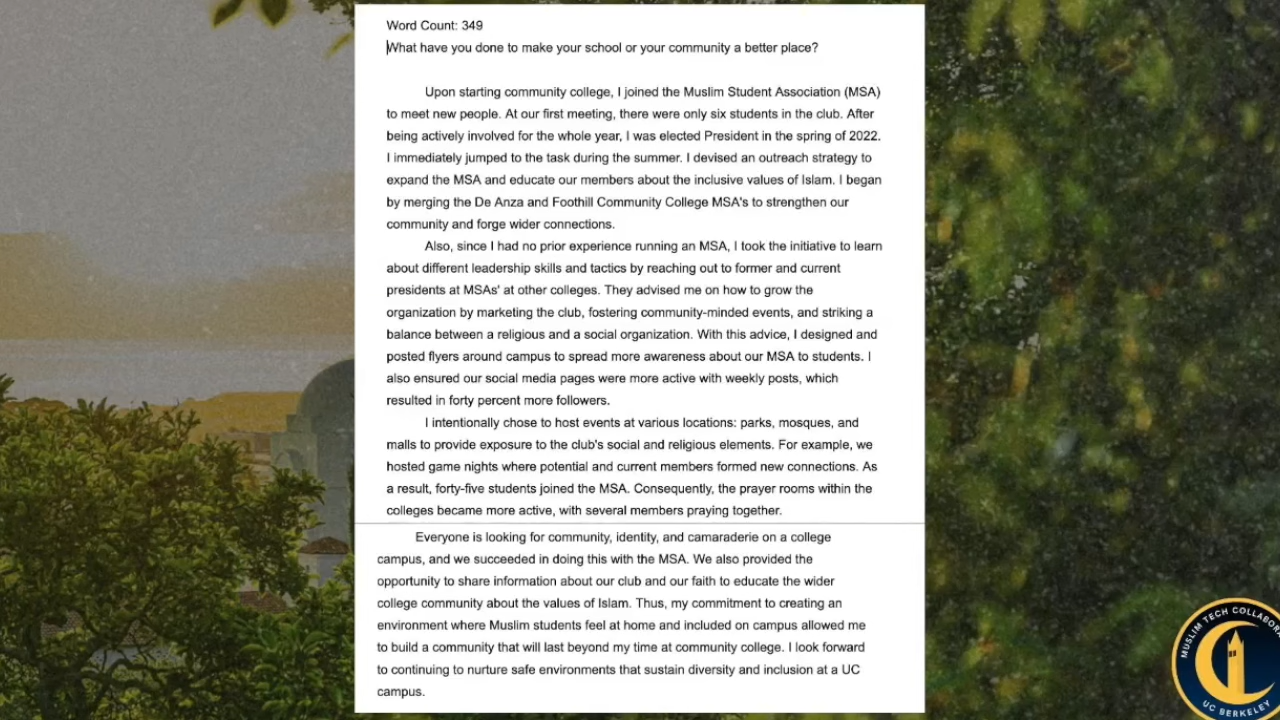 Word Count: 349
What have you done to make your school or your community a better place?
Upon starting community college, I joined the Muslim Student Association (MSA)
to meet new people. At our first meeting, there were only six students in the club. After
being actively involved for the whole year, I was elected President in the spring of 2022.
I immediately jumped to the task during the summer. I devised an outreach strategy to
expand the MSA and educate our members about the inclusive values of Islam. I began
by merging the De Anza and Foothill Community College MSA's to strengthen our
community and forge wider connections.
Also, since I had no prior experience running an MSA, I took the initiative to learn
about different leadership skills and tactics by reaching out to former and current
presidents at MSAs' at other colleges. They advised me on how to grow the
organization by marketing the club, fostering community-minded events, and striking a
balance between a religious and a social organization. With this advice, I designed and
posted flyers around campus to spread more awareness about our MSA to students. I
also ensured our social media pages were more active with weekly posts, which
resulted in forty percent more followers.
I intentionally chose to host events at various locations: parks, mosques, and
malls to provide exposure to the club's social and religious elements. For example, we
hosted game nights where potential and current members formed new connections. As
a result, forty-five students joined the MSA. Consequently, the prayer rooms within the
colleges became more active, with several members praying together.
Everyone is looking for community, identity, and camaraderie on a college
campus, and we succeeded in doing this with the MSA. We also provided the
opportunity to share information about our club and our faith to educate the wider
college community about the values of Islam. Thus, my commitment to creating an
environment where Muslim students feel at home and included on campus allowed me
to build a community that will last beyond my time at community college. I look forward
to continuing to nurture safe environments that sustain diversity and inclusion at a UC
campus.
MUSLIM TECH COLLABORA
UC BERKELEY